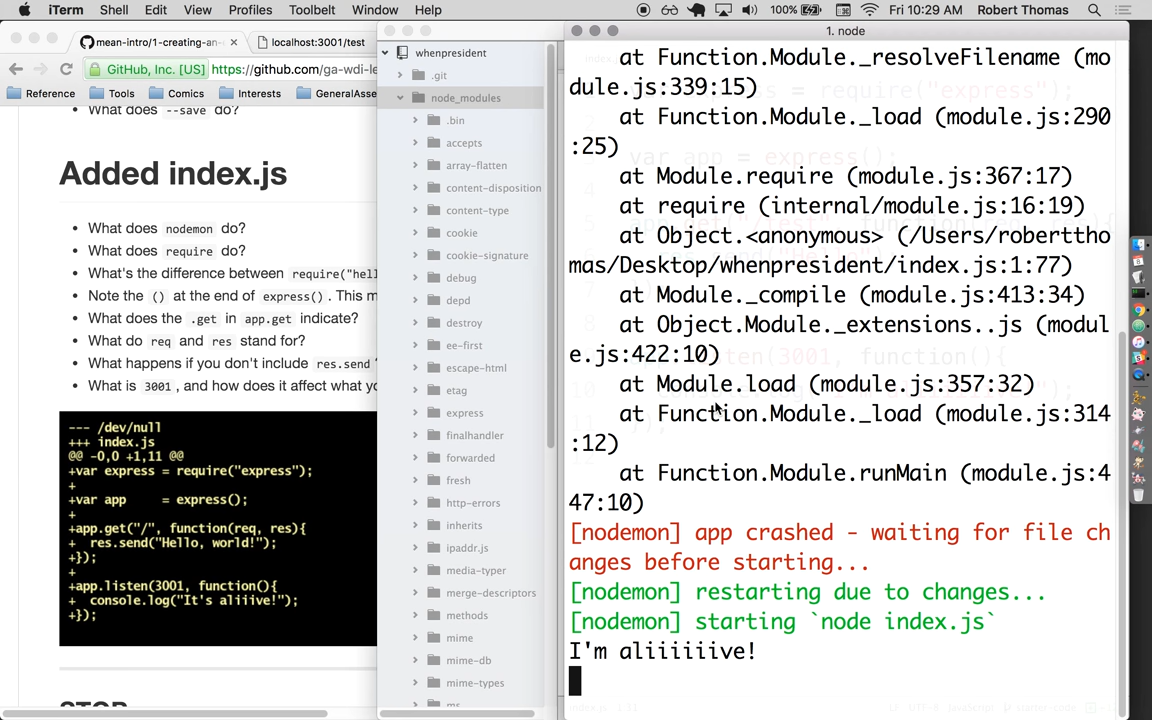 iTerm Shell Edit View Profiles Toolbelt Window Help 100% Fri 10:29 AM Robert Thomas
mean-intro/1-creating-an- × localhost:3001/test
GitHub, Inc. [US] https://github.com/ga-wdi-le
Reference Tools Comics Interests GeneralAsse
What does --save do?
Added index.js
What does nodemon do?
What does require do?
What's the difference between require("hell
Note the () at the end of express(). This m
What does the .get in app.get indicate?
What do req and res stand for?
What happens if you don't include res.send
What is 3001, and how does it affect what yo
--- /dev/null
+++ index.js
@@ -0,0 +1,11 @@
+var express = require("express");
+
+var app     = express();
+
+app.get("/", function(req, res){
+  res.send("Hello, world!");
+});
+
+app.listen(3001, function(){
+  console.log("It's aliiive!");
+});
STOP
whenpresident
.git
node_modules
.bin
accepts
array-flatten
content-disposition
content-type
cookie
cookie-signature
debug
depd
destroy
ee-first
escape-html
etag
express
finalhandler
forwarded
fresh
http-errors
inherits
ipaddr.js
media-typer
merge-descriptors
methods
mime
mime-db
mime-types
ms
1. node
at Function.Module._resolveFilename (mo
dule.js:339:15)
at Function.Module._load (module.js:290
:25)
at Module.require (module.js:367:17)
at require (internal/module.js:16:19)
at Object.<anonymous> (/Users/robertttho
mas/Desktop/whenpresident/index.js:1:77)
at Module._compile (module.js:413:34)
at Object.Module._extensions..js (modul
e.js:422:10)
at Module.load (module.js:357:32)
at Function.Module._load (module.js:314
:12)
at Function.Module.runMain (module.js:4
47:10)
[nodemon] app crashed - waiting for file ch
anges before starting...
[nodemon] restarting due to changes...
[nodemon] starting `node index.js`
I'm aliiiiiive!